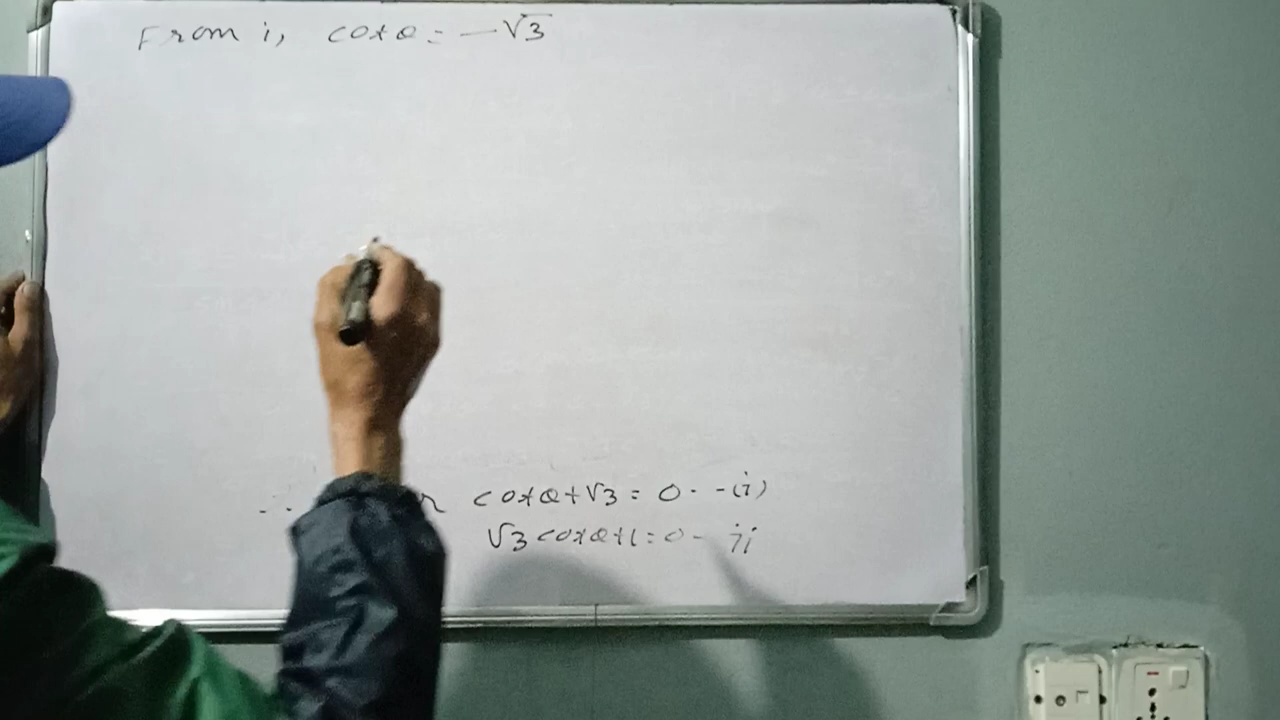 From i, cotθ = -√3
cotθ+√3 = 0 - -(i)
√3 cotθ+1 = 0 - ii